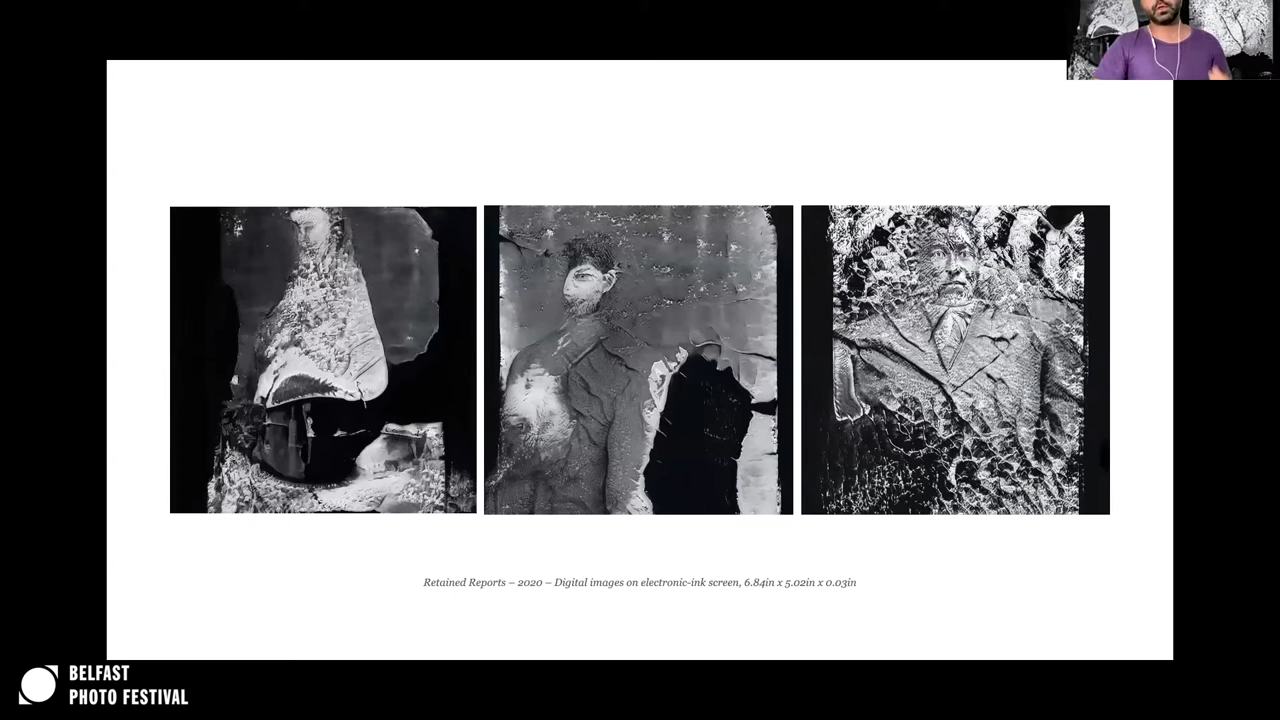 Retained Reports – 2020 – Digital images on electronic-ink screen, 6.84in x 5.02in x 0.03in
BELFAST
PHOTO FESTIVAL